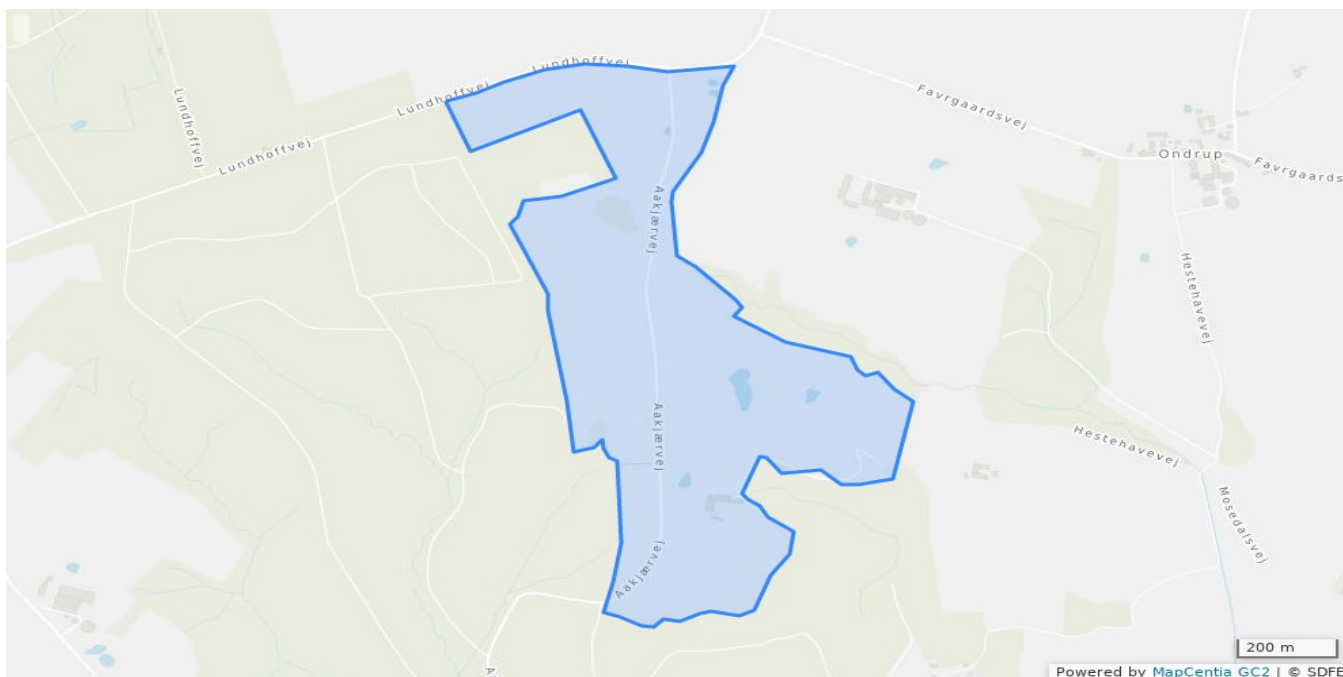 Lundhoffvej
Lundhoffvej
Lundhoffvej
Lundhoffvej
Favrgaardsvej
Ondrup
Favrgaards
Aakjærvej
Hestehavevej
Aakjærvej
Hestehavevej
Mosedalsvej
Aakjærvej
A
200 m
Powered by MapCentia GC2 | © SDFE